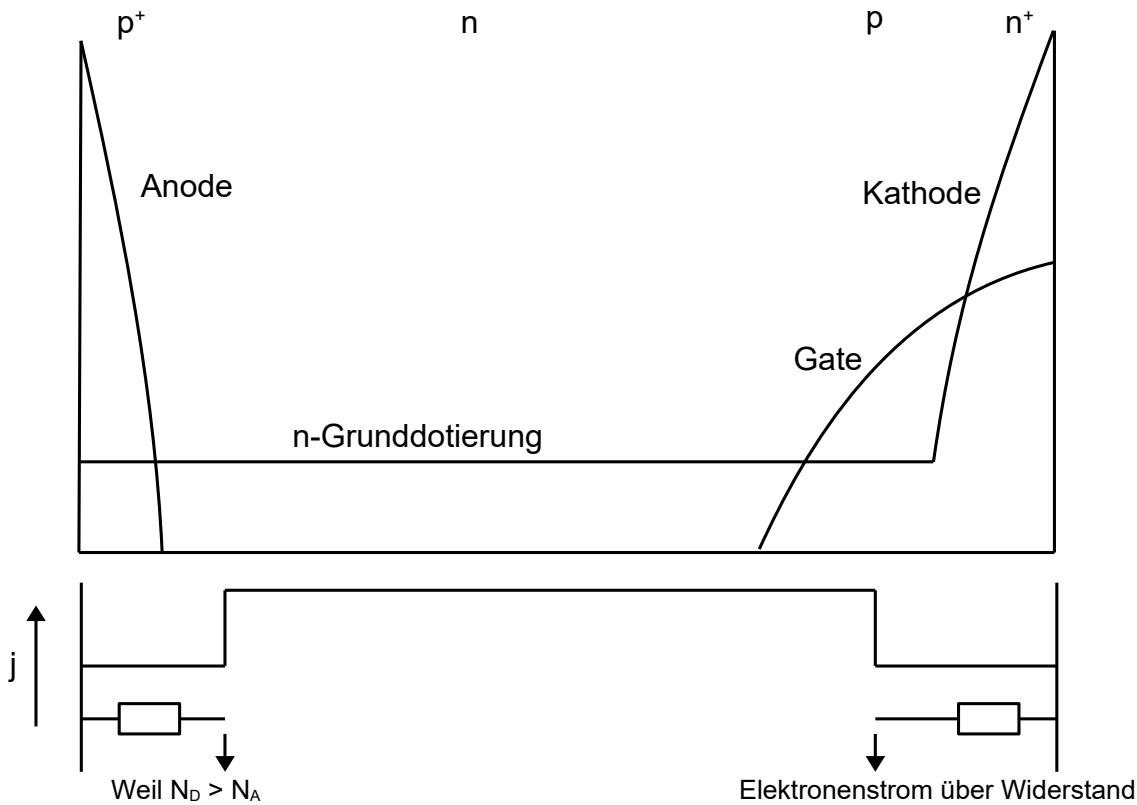 p⁺ n p n⁺
Anode
Kathode
Gate
n-Grunddotierung
j
Weil N_D > N_A
Elektronenstrom über Widerstand